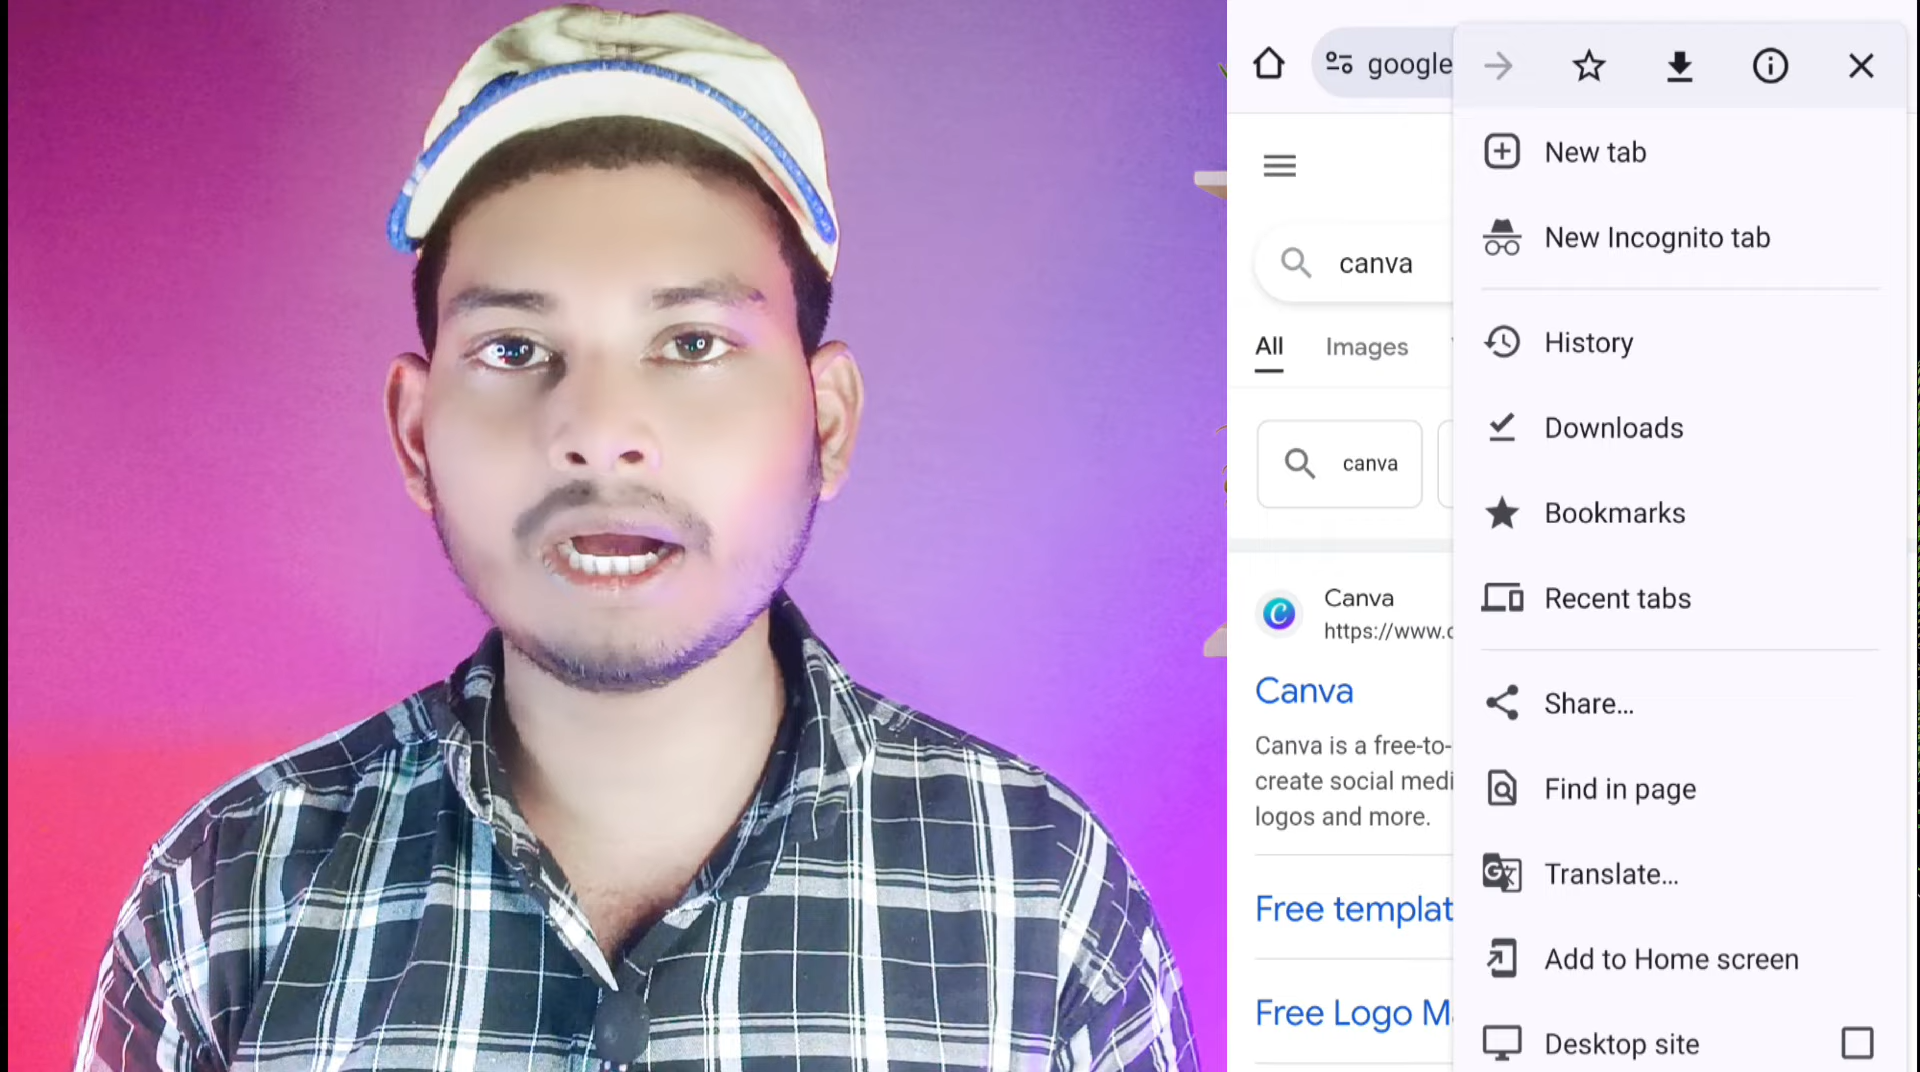 google
canva
All
Images
canva
Canva
https://www.c
Canva
Canva is a free-to-
create social medi
logos and more.
Free templat
Free Logo M
New tab
New Incognito tab
History
Downloads
Bookmarks
Recent tabs
Share...
Find in page
Translate...
Add to Home screen
Desktop site